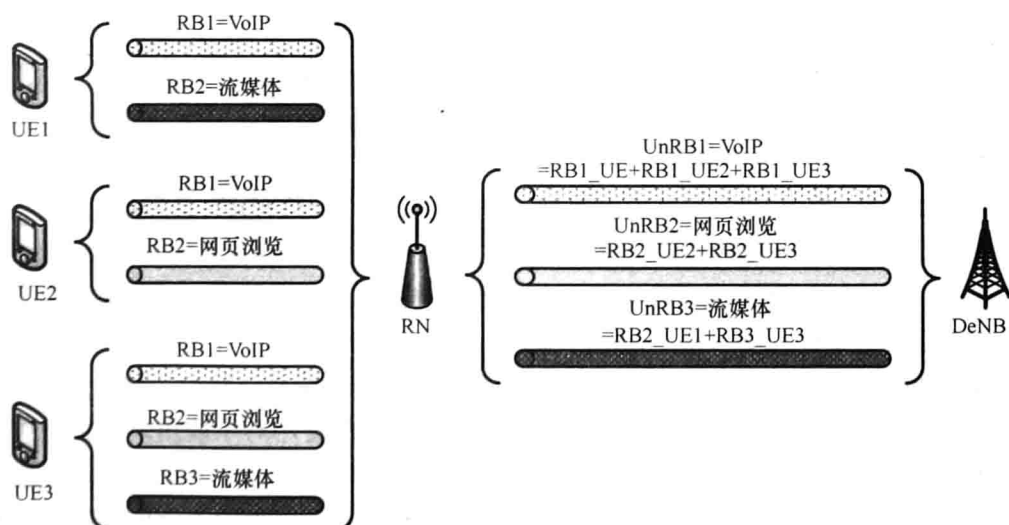 RB1=VoIP
RB2=流媒体
UE1
RB1=VoIP
RB2=网页浏览
UE2
RB1=VoIP
RB2=网页浏览
RB3=流媒体
UE3
RN
UnRB1=VoIP
=RB1_UE+RB1_UE2+RB1_UE3
UnRB2=网页浏览
=RB2_UE2+RB2_UE3
UnRB3=流媒体
=RB2_UE1+RB3_UE3
DeNB